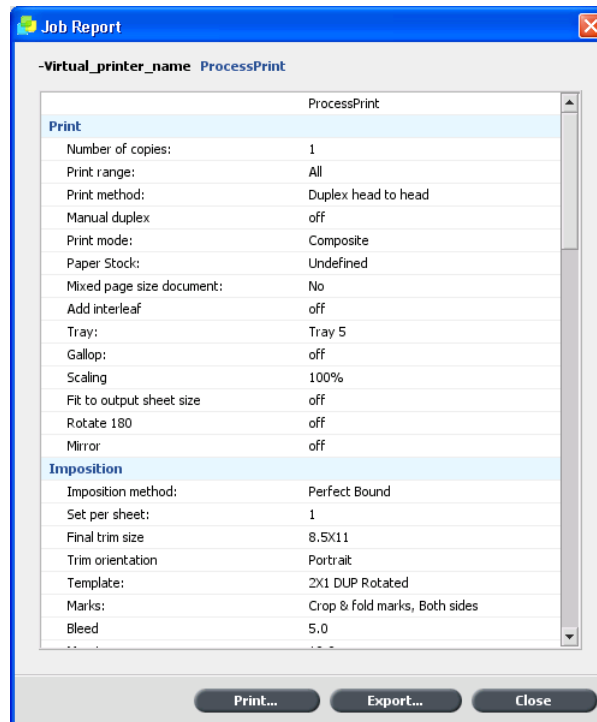 Job Report
-Virtual_printer_name ProcessPrint
ProcessPrint
Print
Number of copies: 1
Print range: All
Print method: Duplex head to head
Manual duplex off
Print mode: Composite
Paper Stock: Undefined
Mixed page size document: No
Add interleaf off
Tray: Tray 5
Gallop: off
Scaling 100%
Fit to output sheet size off
Rotate 180 off
Mirror off
Imposition
Imposition method: Perfect Bound
Set per sheet: 1
Final trim size 8.5X11
Trim orientation Portrait
Template: 2X1 DUP Rotated
Marks: Crop & fold marks, Both sides
Bleed 5.0
Print... Export... Close